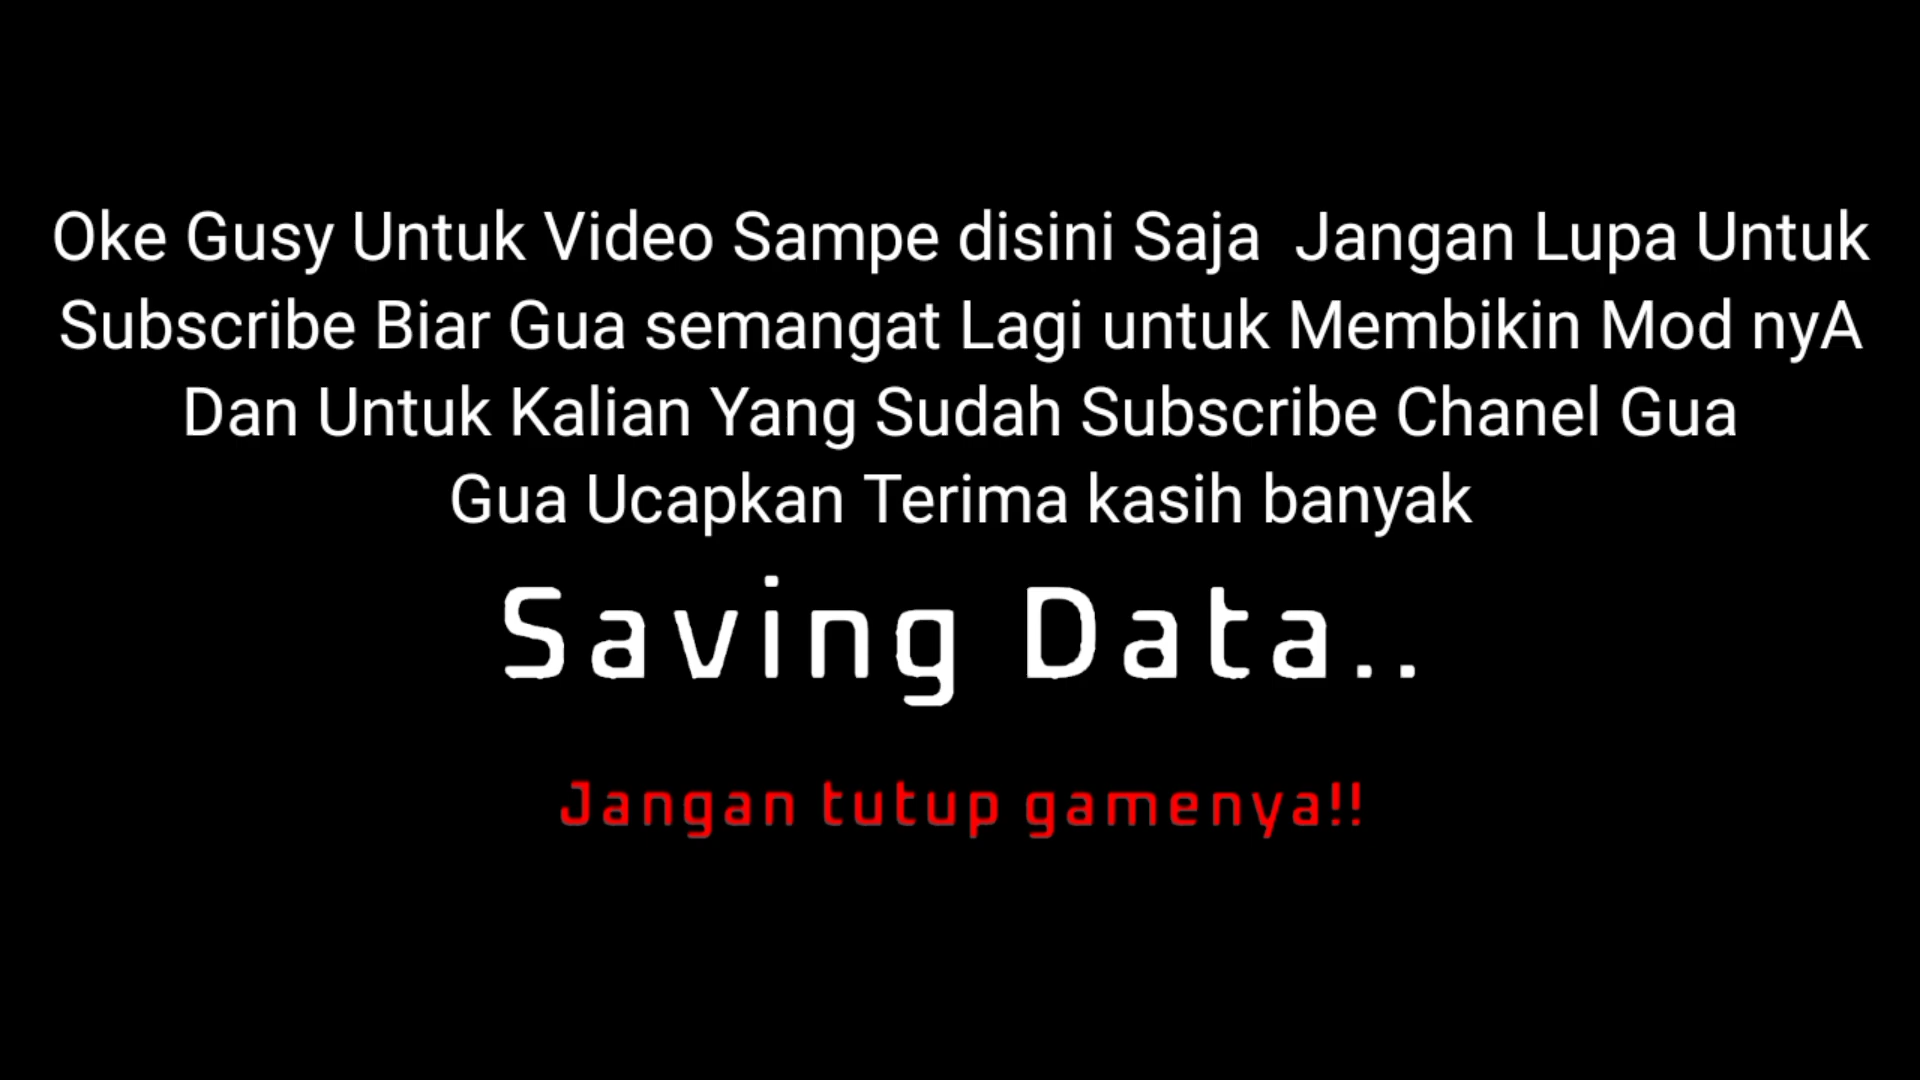 Oke Gusy Untuk Video Sampe disini Saja  Jangan Lupa Untuk
Subscribe Biar Gua semangat Lagi untuk Membikin Mod nyA
Dan Untuk Kalian Yang Sudah Subscribe Chanel Gua
Gua Ucapkan Terima kasih banyak
Saving Data..
Jangan tutup gamenya!!